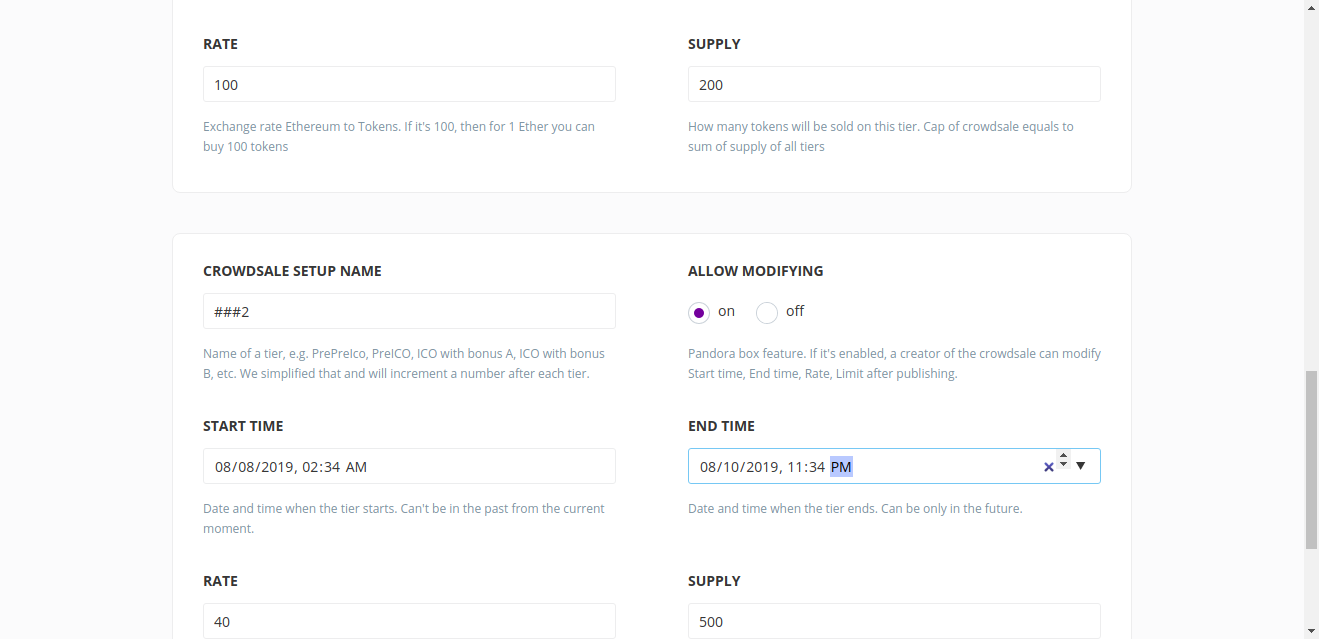 RATE
SUPPLY
100
200
Exchange rate Ethereum to Tokens. If it's 100, then for 1 Ether you can
buy 100 tokens
How many tokens will be sold on this tier. Cap of crowdsale equals to
sum of supply of all tiers
CROWDSALE SETUP NAME
ALLOW MODIFYING
###2
on
off
Name of a tier, e.g. PrePreIco, PreICO, ICO with bonus A, ICO with bonus
B, etc. We simplified that and will increment a number after each tier.
Pandora box feature. If it's enabled, a creator of the crowdsale can modify
Start time, End time, Rate, Limit after publishing.
START TIME
END TIME
08/08/2019, 02:34 AM
08/10/2019, 11:34 PM
Date and time when the tier starts. Can't be in the past from the current
moment.
Date and time when the tier ends. Can be only in the future.
RATE
SUPPLY
40
500